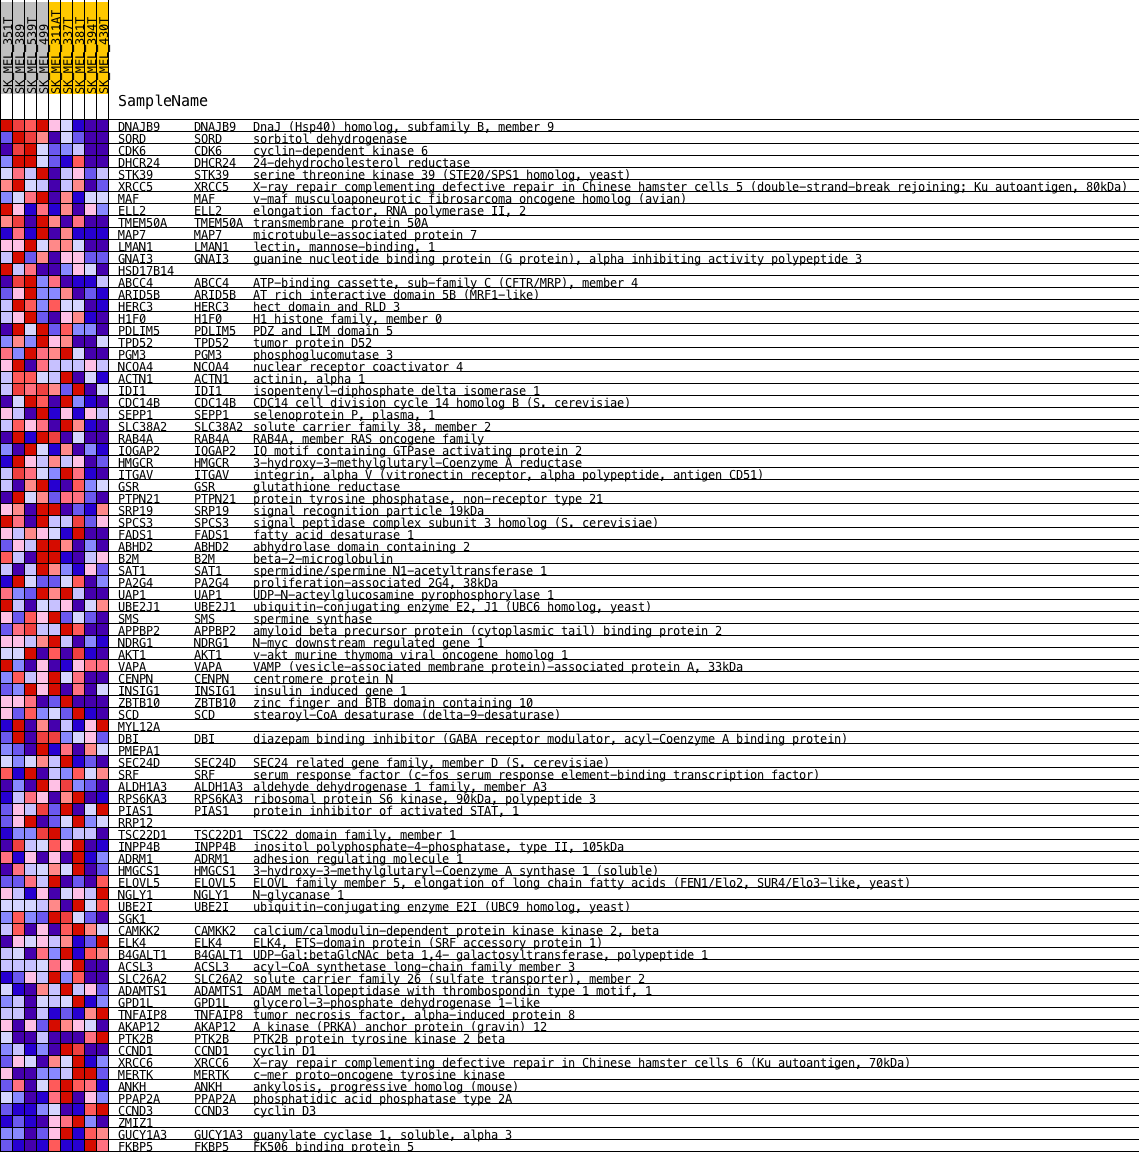 SK_MEL_351T
SK_MEL_389
SK_MEL_539T
SK_MEL_499
SK_MEL_311AT
SK_MEL_337T
SK_MEL_381T
SK_MEL_394T
SK_MEL_430T
SampleName
DNAJB9 DNAJB9 DnaJ (Hsp40) homolog, subfamily B, member 9
SORD SORD sorbitol dehydrogenase
CDK6 CDK6 cyclin-dependent kinase 6
DHCR24 DHCR24 24-dehydrocholesterol reductase
STK39 STK39 serine threonine kinase 39 (STE20/SPS1 homolog, yeast)
XRCC5 XRCC5 X-ray repair complementing defective repair in Chinese hamster cells 5 (double-strand-break rejoining; Ku autoantigen, 80kDa)
MAF MAF v-maf musculoaponeurotic fibrosarcoma oncogene homolog (avian)
ELL2 ELL2 elongation factor, RNA polymerase II, 2
TMEM50A TMEM50A transmembrane protein 50A
MAP7 MAP7 microtubule-associated protein 7
LMAN1 LMAN1 lectin, mannose-binding, 1
GNAI3 GNAI3 guanine nucleotide binding protein (G protein), alpha inhibiting activity polypeptide 3
HSD17B14
ABCC4 ABCC4 ATP-binding cassette, sub-family C (CFTR/MRP), member 4
ARID5B ARID5B AT rich interactive domain 5B (MRF1-like)
HERC3 HERC3 hect domain and RLD 3
H1F0 H1F0 H1 histone family, member 0
PDLIM5 PDLIM5 PDZ and LIM domain 5
TPD52 TPD52 tumor protein D52
PGM3 PGM3 phosphoglucomutase 3
NCOA4 NCOA4 nuclear receptor coactivator 4
ACTN1 ACTN1 actinin, alpha 1
IDI1 IDI1 isopentenyl-diphosphate delta isomerase 1
CDC14B CDC14B CDC14 cell division cycle 14 homolog B (S. cerevisiae)
SEPP1 SEPP1 selenoprotein P, plasma, 1
SLC38A2 SLC38A2 solute carrier family 38, member 2
RAB4A RAB4A RAB4A, member RAS oncogene family
IQGAP2 IQGAP2 IQ motif containing GTPase activating protein 2
HMGCR HMGCR 3-hydroxy-3-methylglutaryl-Coenzyme A reductase
ITGAV ITGAV integrin, alpha V (vitronectin receptor, alpha polypeptide, antigen CD51)
GSR GSR glutathione reductase
PTPN21 PTPN21 protein tyrosine phosphatase, non-receptor type 21
SRP19 SRP19 signal recognition particle 19kDa
SPCS3 SPCS3 signal peptidase complex subunit 3 homolog (S. cerevisiae)
FADS1 FADS1 fatty acid desaturase 1
ABHD2 ABHD2 abhydrolase domain containing 2
B2M B2M beta-2-microglobulin
SAT1 SAT1 spermidine/spermine N1-acetyltransferase 1
PA2G4 PA2G4 proliferation-associated 2G4, 38kDa
UAP1 UAP1 UDP-N-acteylglucosamine pyrophosphorylase 1
UBE2J1 UBE2J1 ubiquitin-conjugating enzyme E2, J1 (UBC6 homolog, yeast)
SMS SMS spermine synthase
APPBP2 APPBP2 amyloid beta precursor protein (cytoplasmic tail) binding protein 2
NDRG1 NDRG1 N-myc downstream regulated gene 1
AKT1 AKT1 v-akt murine thymoma viral oncogene homolog 1
VAPA VAPA VAMP (vesicle-associated membrane protein)-associated protein A, 33kDa
CENPN CENPN centromere protein N
INSIG1 INSIG1 insulin induced gene 1
ZBTB10 ZBTB10 zinc finger and BTB domain containing 10
SCD SCD stearoyl-CoA desaturase (delta-9-desaturase)
MYL12A
DBI DBI diazepam binding inhibitor (GABA receptor modulator, acyl-Coenzyme A binding protein)
PMEPA1
SEC24D SEC24D SEC24 related gene family, member D (S. cerevisiae)
SRF SRF serum response factor (c-fos serum response element-binding transcription factor)
ALDH1A3 ALDH1A3 aldehyde dehydrogenase 1 family, member A3
RPS6KA3 RPS6KA3 ribosomal protein S6 kinase, 90kDa, polypeptide 3
PIAS1 PIAS1 protein inhibitor of activated STAT, 1
RRP12
TSC22D1 TSC22D1 TSC22 domain family, member 1
INPP4B INPP4B inositol polyphosphate-4-phosphatase, type II, 105kDa
ADRM1 ADRM1 adhesion regulating molecule 1
HMGCS1 HMGCS1 3-hydroxy-3-methylglutaryl-Coenzyme A synthase 1 (soluble)
ELOVL5 ELOVL5 ELOVL family member 5, elongation of long chain fatty acids (FEN1/Elo2, SUR4/Elo3-like, yeast)
NGLY1 NGLY1 N-glycanase 1
UBE2I UBE2I ubiquitin-conjugating enzyme E2I (UBC9 homolog, yeast)
SGK1
CAMKK2 CAMKK2 calcium/calmodulin-dependent protein kinase kinase 2, beta
ELK4 ELK4 ELK4, ETS-domain protein (SRF accessory protein 1)
B4GALT1 B4GALT1 UDP-Gal:betaGlcNAc beta 1,4- galactosyltransferase, polypeptide 1
ACSL3 ACSL3 acyl-CoA synthetase long-chain family member 3
SLC26A2 SLC26A2 solute carrier family 26 (sulfate transporter), member 2
ADAMTS1 ADAMTS1 ADAM metallopeptidase with thrombospondin type 1 motif, 1
GPD1L GPD1L glycerol-3-phosphate dehydrogenase 1-like
TNFAIP8 TNFAIP8 tumor necrosis factor, alpha-induced protein 8
AKAP12 AKAP12 A kinase (PRKA) anchor protein (gravin) 12
PTK2B PTK2B PTK2B protein tyrosine kinase 2 beta
CCND1 CCND1 cyclin D1
XRCC6 XRCC6 X-ray repair complementing defective repair in Chinese hamster cells 6 (Ku autoantigen, 70kDa)
MERTK MERTK c-mer proto-oncogene tyrosine kinase
ANKH ANKH ankylosis, progressive homolog (mouse)
PPAP2A PPAP2A phosphatidic acid phosphatase type 2A
CCND3 CCND3 cyclin D3
ZMIZ1
GUCY1A3 GUCY1A3 guanylate cyclase 1, soluble, alpha 3
FKBP5 FKBP5 FK506 binding protein 5